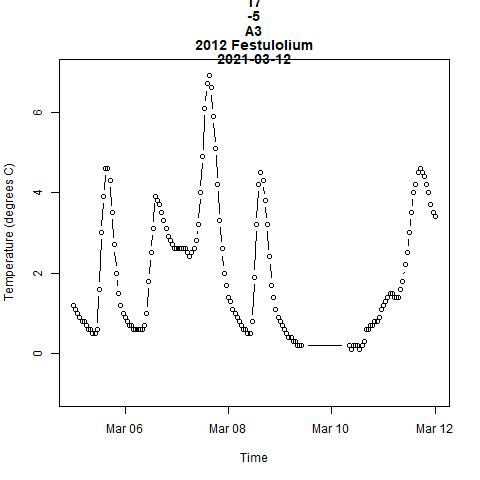 17
-5
A3
2012 Festulolium
2021-03-12
Temperature (degrees C)
6
4
2
0
Mar 06
Mar 08
Mar 10
Mar 12
Time